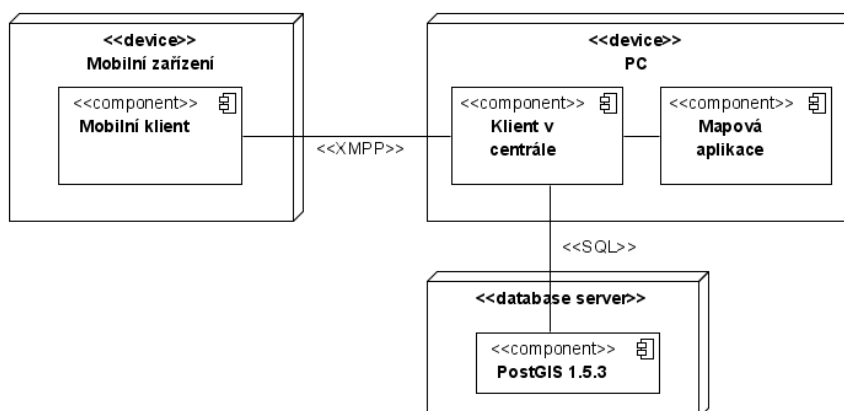 <<device>>
Mobilní zařízení
<<component>>
Mobilní klient
<<XMPP>>
<<device>>
PC
<<component>>
Klient v
centrále
<<component>>
Mapová
aplikace
<<SQL>>
<<database server>>
<<component>>
PostGIS 1.5.3